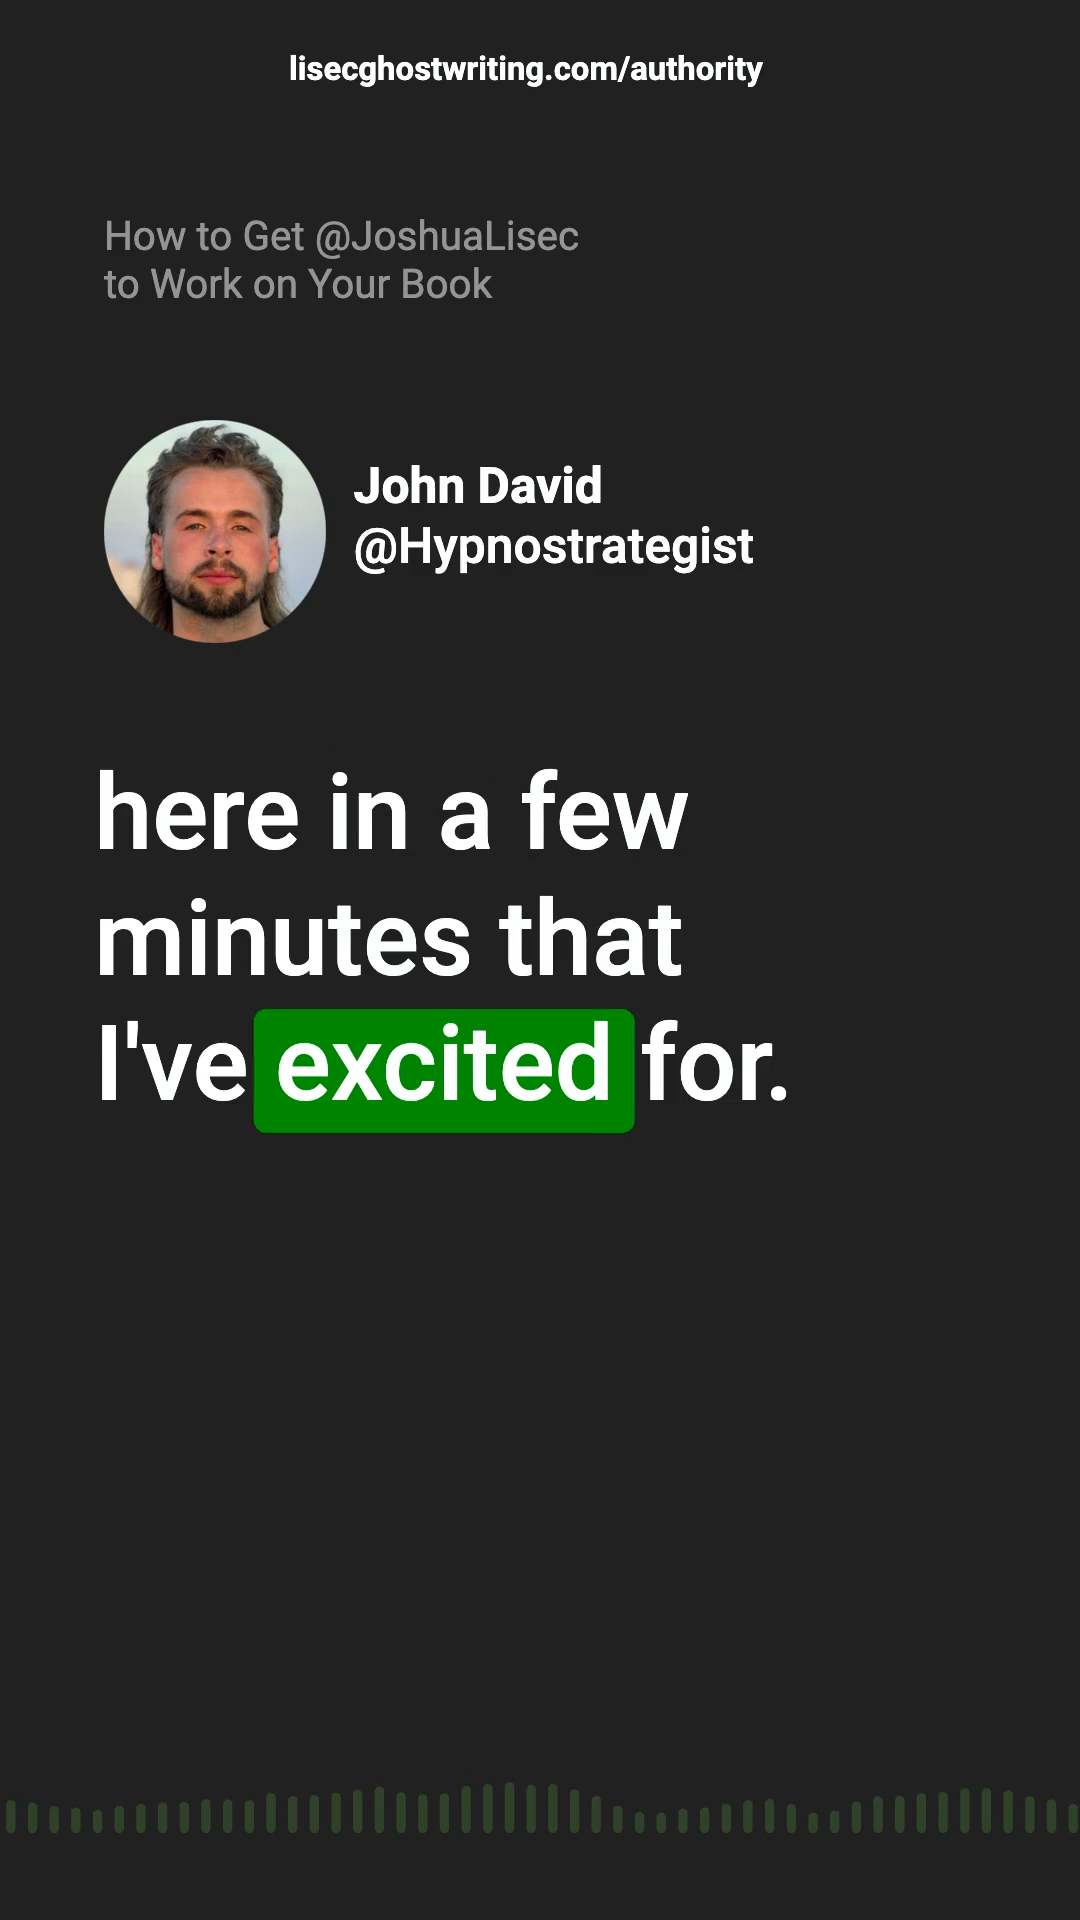 lisecghostwriting.com/authority
How to Get @JoshuaLisec
to Work on Your Book
John David
@Hypnostrategist
here in a few
minutes that
I've excited for.